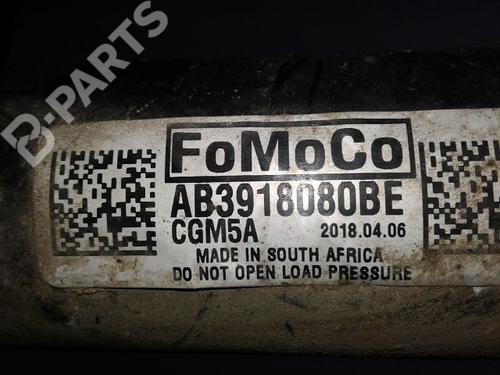 B-PARTS
FoMoCo
AB3918080BE
CGM5A 2018.04.06
MADE IN SOUTH AFRICA
DO NOT OPEN LOAD PRESSURE